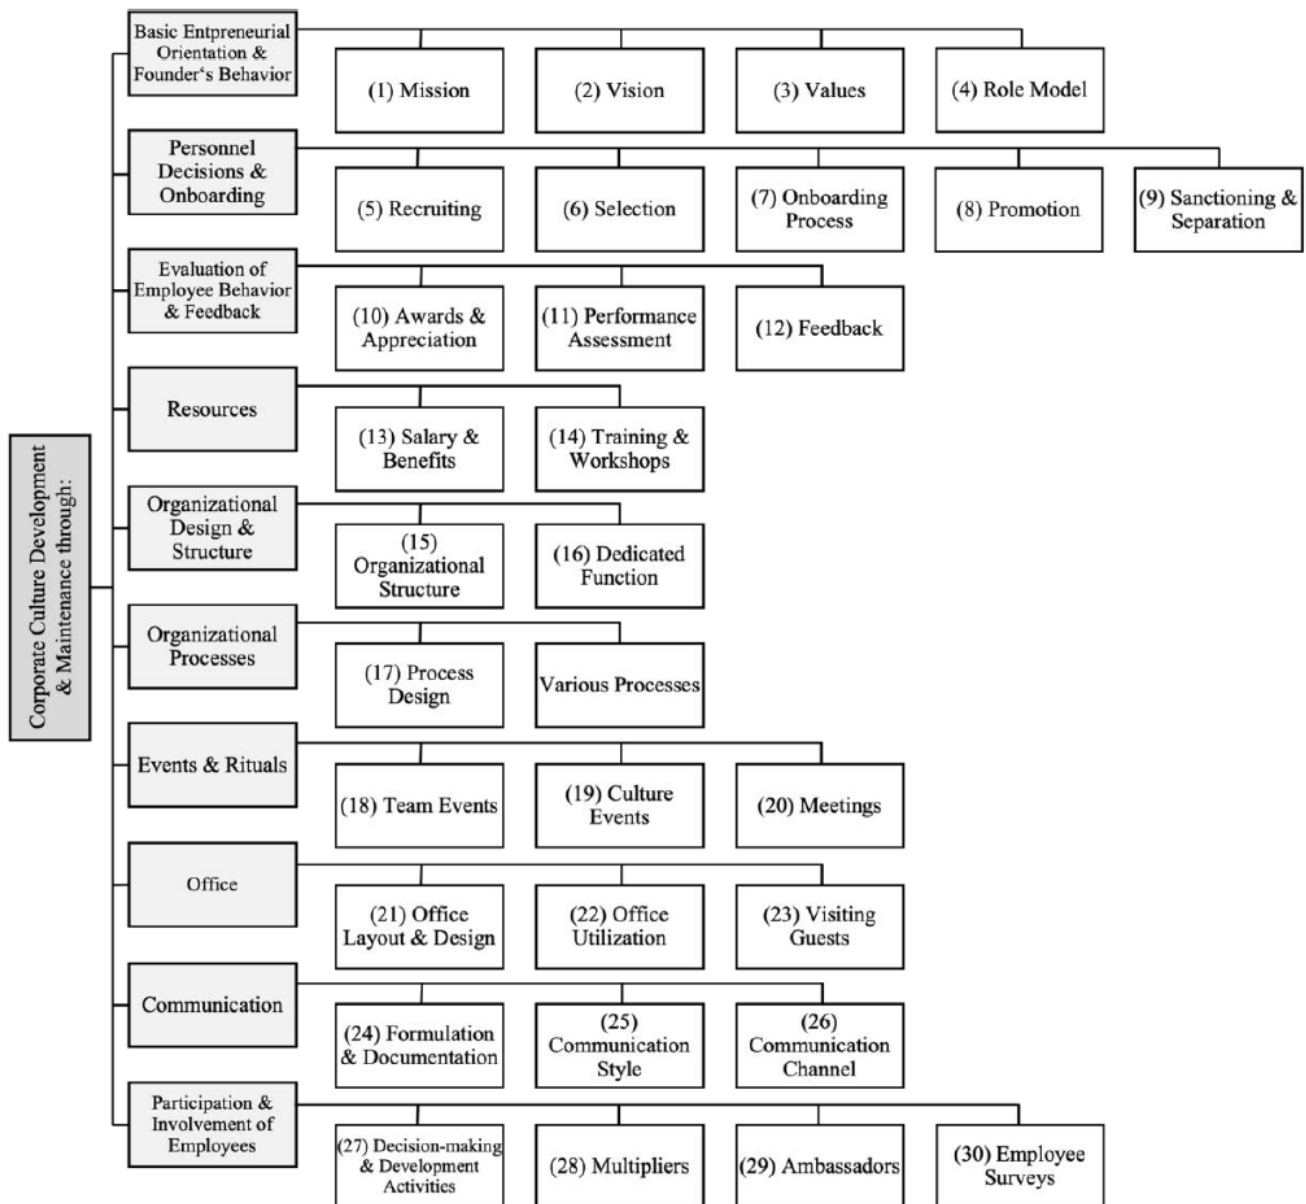 Corporate Culture Development
& Maintenance through:
Basic Entpreneurial
Orientation &
Founder‘s Behavior
(1) Mission
(2) Vision
(3) Values
(4) Role Model
Personnel
Decisions &
Onboarding
(5) Recruiting
(6) Selection
(7) Onboarding
Process
(8) Promotion
(9) Sanctioning &
Separation
Evaluation of
Employee Behavior
& Feedback
(10) Awards &
Appreciation
(11) Performance
Assessment
(12) Feedback
Resources
(13) Salary &
Benefits
(14) Training &
Workshops
Organizational
Design &
Structure
(15)
Organizational
Structure
(16) Dedicated
Function
Organizational
Processes
(17) Process
Design
Various Processes
Events & Rituals
(18) Team Events
(19) Culture
Events
(20) Meetings
Office
(21) Office
Layout & Design
(22) Office
Utilization
(23) Visiting
Guests
Communication
(24) Formulation
& Documentation
(25)
Communication
Style
(26)
Communication
Channel
Participation &
Involvement of
Employees
(27) Decision-making
& Development
Activities
(28) Multipliers
(29) Ambassadors
(30) Employee
Surveys